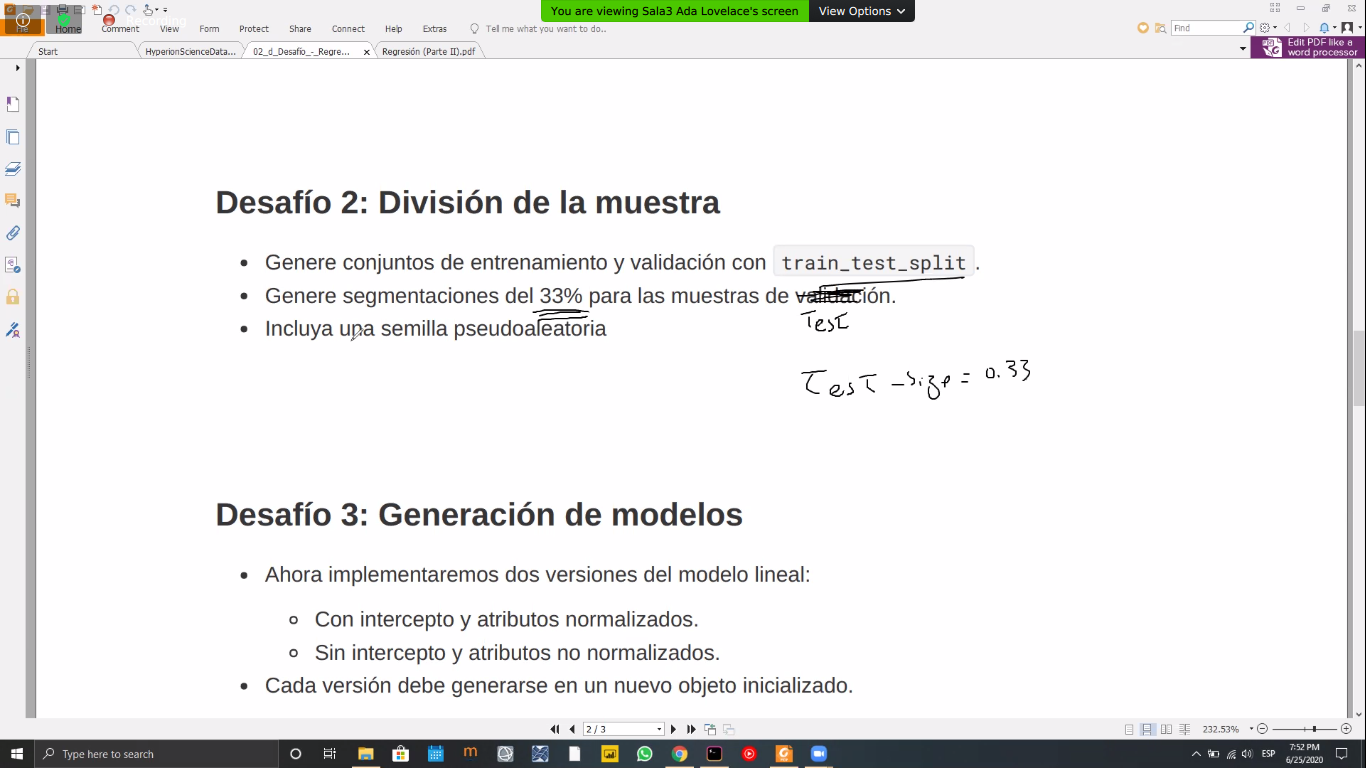 You are viewing Sala3 Ada Lovelace's screen View Options
Recording
File Home Comment View Form Protect Share Connect Help Extras Tell me what you want to do.. Find
Start HyperionScienceData... 02_d_Desafío_-_Regre... Regresión (Parte II).pdf Edit PDF like a
word processor
Desafío 2: División de la muestra
• Genere conjuntos de entrenamiento y validación con train_test_split.
• Genere segmentaciones del 33% para las muestras de validación.
TesT
• Incluya una semilla pseudoaleatoria
TesT_size = 0.33
Desafío 3: Generación de modelos
• Ahora implementaremos dos versiones del modelo lineal:
Con intercepto y atributos normalizados.
Sin intercepto y atributos no normalizados.
• Cada versión debe generarse en un nuevo objeto inicializado.
2 / 3 232.53%
Type here to search ESP 7:52 PM
6/25/2020